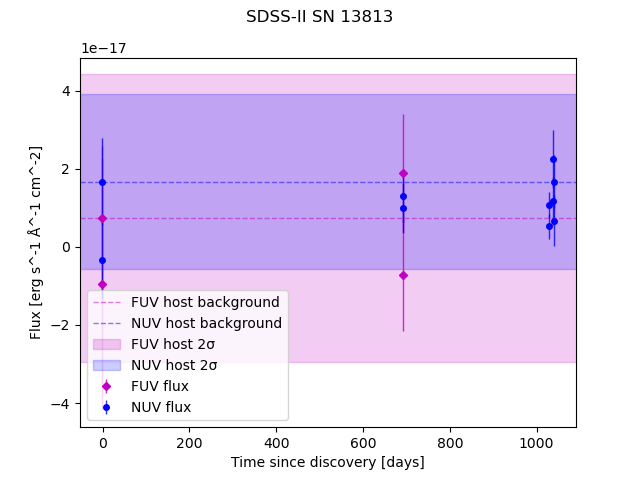 SDSS-II SN 13813
1e−17
4
2
0
−2
−4
Flux [erg s^-1 Å^-1 cm^-2]
FUV host background
NUV host background
FUV host 2σ
NUV host 2σ
FUV flux
NUV flux
0 200 400 600 800 1000
Time since discovery [days]